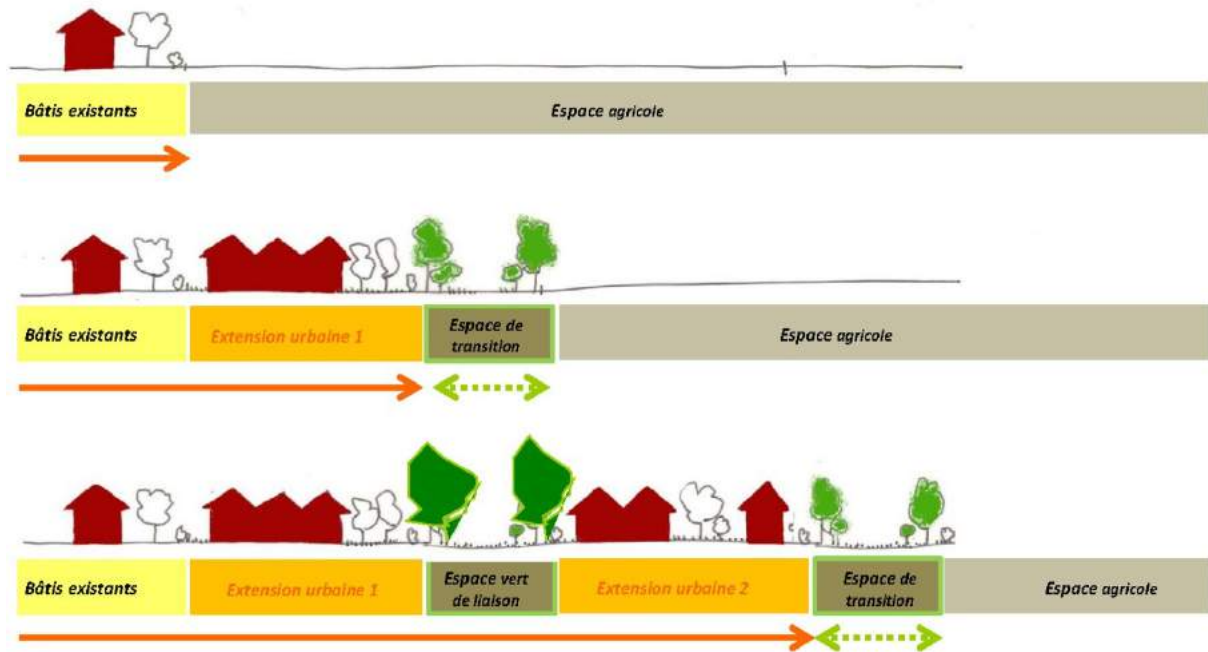 Bâtis existants
Espace agricole
Bâtis existants
Extension urbaine 1
Espace de
transition
Espace agricole
Bâtis existants
Extension urbaine 1
Espace vert
de liaison
Extension urbaine 2
Espace de
transition
Espace agricole